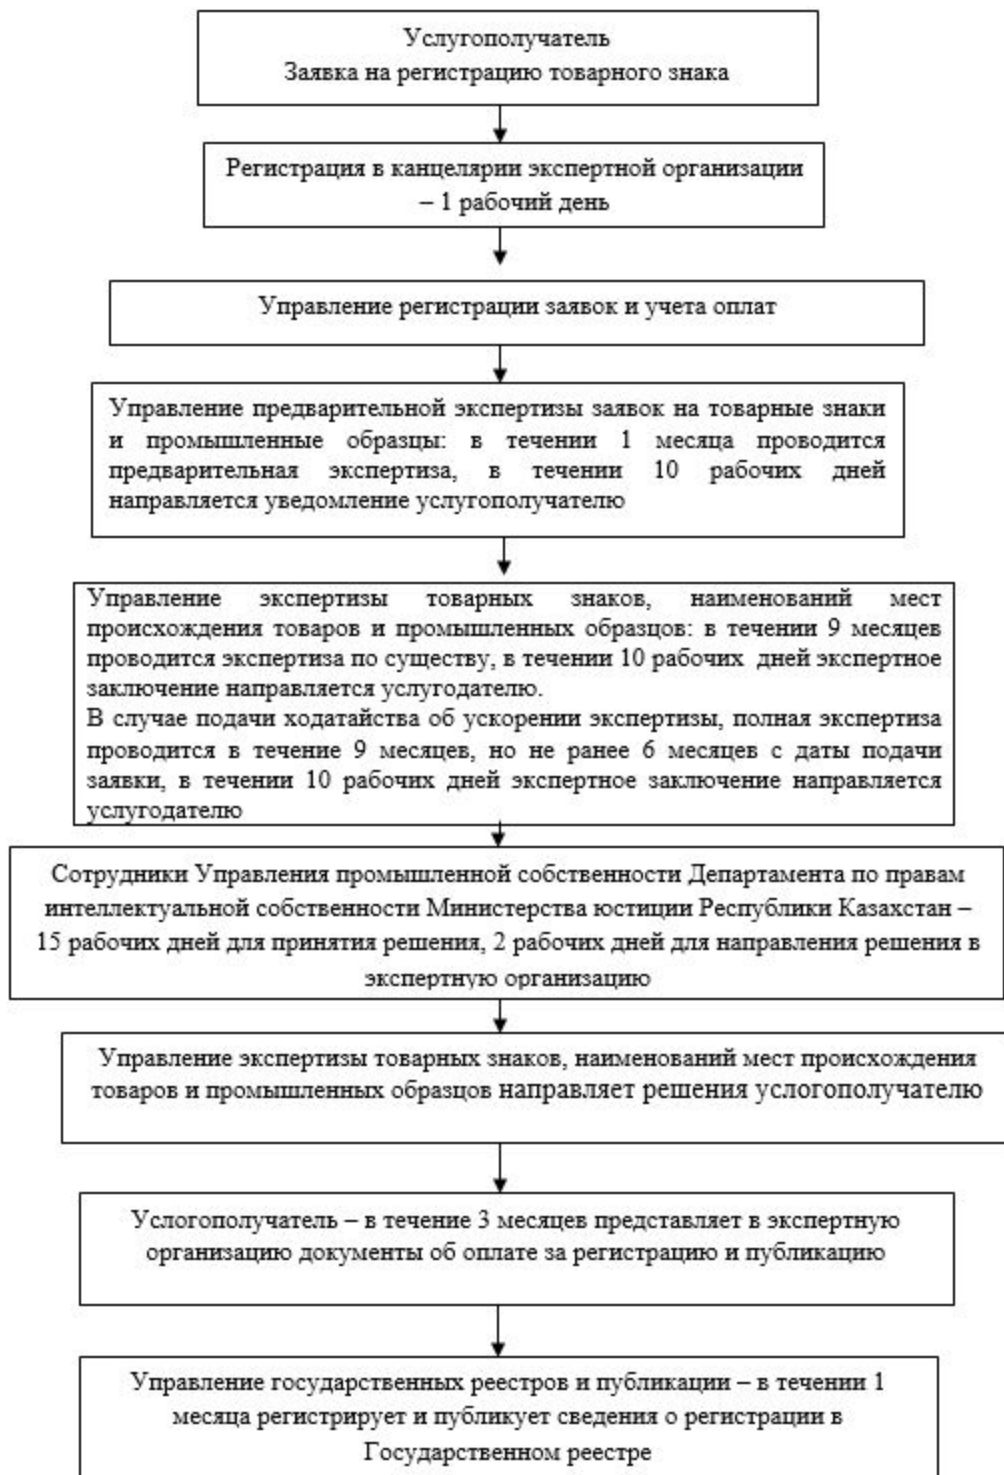 Услугополучатель
Заявка на регистрацию товарного знака
Регистрация в канцелярии экспертной организации
– 1 рабочий день
Управление регистрации заявок и учета оплат
Управление предварительной экспертизы заявок на товарные знаки
и промышленные образцы: в течении 1 месяца проводится
предварительная экспертиза, в течении 10 рабочих дней
направляется уведомление услугополучателю
Управление экспертизы товарных знаков, наименований мест
происхождения товаров и промышленных образцов: в течении 9 месяцев
проводится экспертиза по существу, в течении 10 рабочих дней экспертное
заключение направляется услугодателю.
В случае подачи ходатайства об ускорении экспертизы, полная экспертиза
проводится в течение 9 месяцев, но не ранее 6 месяцев с даты подачи
заявки, в течении 10 рабочих дней экспертное заключение направляется
услугодателю
Сотрудники Управления промышленной собственности Департамента по правам
интеллектуальной собственности Министерства юстиции Республики Казахстан –
15 рабочих дней для принятия решения, 2 рабочих дней для направления решения в
экспертную организацию
Управление экспертизы товарных знаков, наименований мест происхождения
товаров и промышленных образцов направляет решения услогополучателю
Услогополучатель – в течение 3 месяцев представляет в экспертную
организацию документы об оплате за регистрацию и публикацию
Управление государственных реестров и публикации – в течении 1
месяца регистрирует и публикует сведения о регистрации в
Государственном реестре